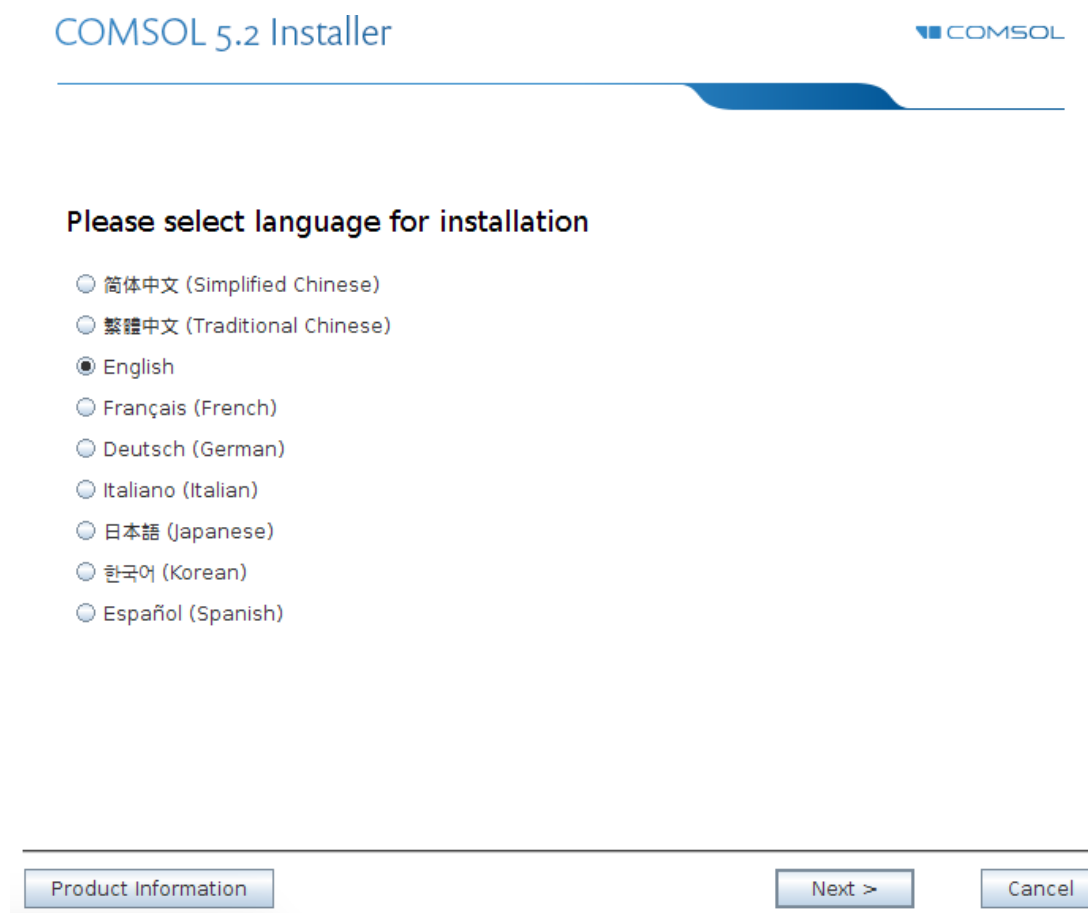 COMSOL 5.2 Installer
COMSOL
Please select language for installation
简体中文 (Simplified Chinese)
繁體中文 (Traditional Chinese)
English
Français (French)
Deutsch (German)
Italiano (Italian)
日本語 (Japanese)
한국어 (Korean)
Español (Spanish)
Product Information
Next >
Cancel